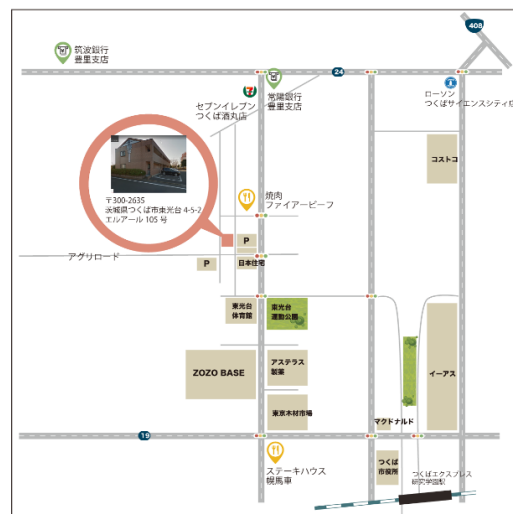 408
筑波銀行
豊里支店
24
常陽銀行
豊里支店
ローソン
つくばサイエンスシティ店
セブンイレブン
つくば酒丸店
コストコ
〒300-2635
茨城県つくば市東光台 4-5-2
エルアール 105 号
焼肉
ファイアービーフ
P
アグリロード
P
日本住宅
東光台
体育館
東光台
運動公園
ZOZO BASE
アステラス
製薬
イーアス
東京木材市場
マクドナルド
19
ステーキハウス
幌馬車
つくば
市役所
つくばエクスプレス
研究学園駅